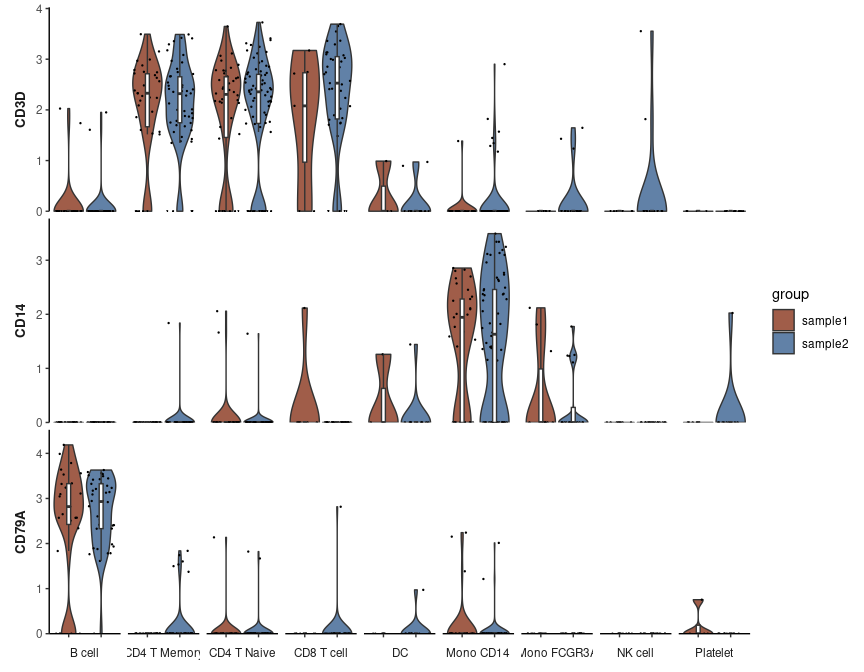 CD3D
4
3
2
1
0
CD14
3
2
1
0
group
sample1
sample2
CD79A
4
3
2
1
0
B cell
CD4 T Memory
CD4 T Naive
CD8 T cell
DC
Mono CD14
Mono FCGR3A
NK cell
Platelet